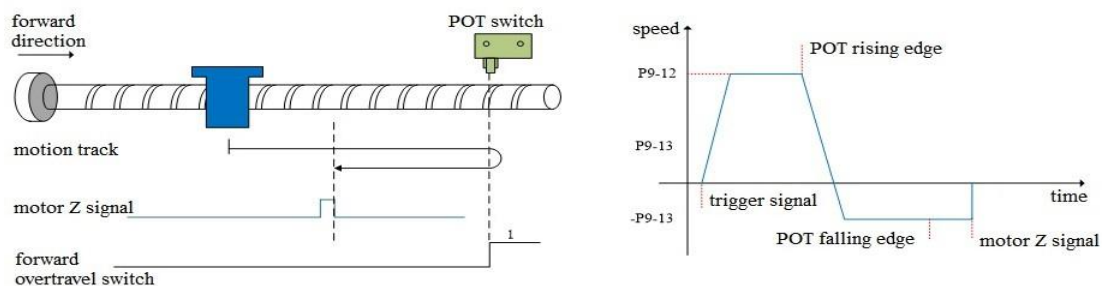 forward
direction
POT switch
motion track
motor Z signal
1
forward
overtravel switch
speed
POT rising edge
P9-12
P9-13
time
trigger signal
-P9-13
POT falling edge
motor Z signal